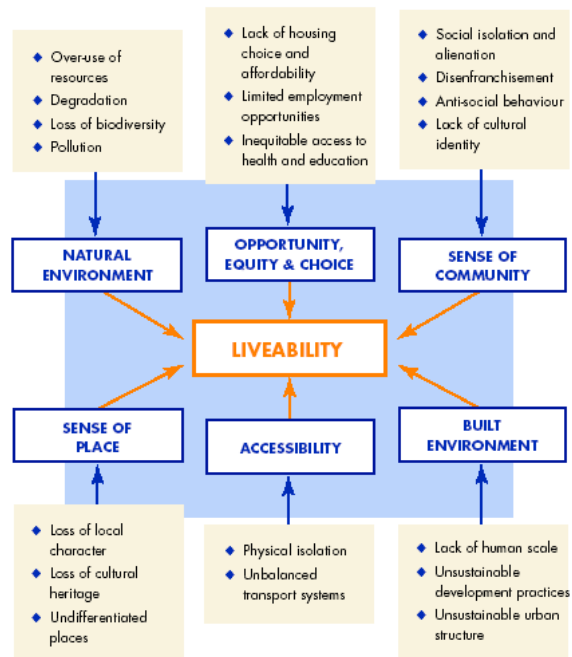 ◆ Over-use of
resources
◆ Degradation
◆ Loss of biodiversity
◆ Pollution
◆ Lack of housing
choice and
affordability
◆ Limited employment
opportunities
◆ Inequitable access to
health and education
◆ Social isolation and
alienation
◆ Disenfranchisement
◆ Anti-social behaviour
◆ Lack of cultural
identity
NATURAL
ENVIRONMENT
OPPORTUNITY,
EQUITY & CHOICE
SENSE OF
COMMUNITY
LIVEABILITY
SENSE OF
PLACE
ACCESSIBILITY
BUILT
ENVIRONMENT
◆ Loss of local
character
◆ Loss of cultural
heritage
◆ Undifferentiated
places
◆ Physical isolation
◆ Unbalanced
transport systems
◆ Lack of human scale
◆ Unsustainable
development practices
◆ Unsustainable urban
structure